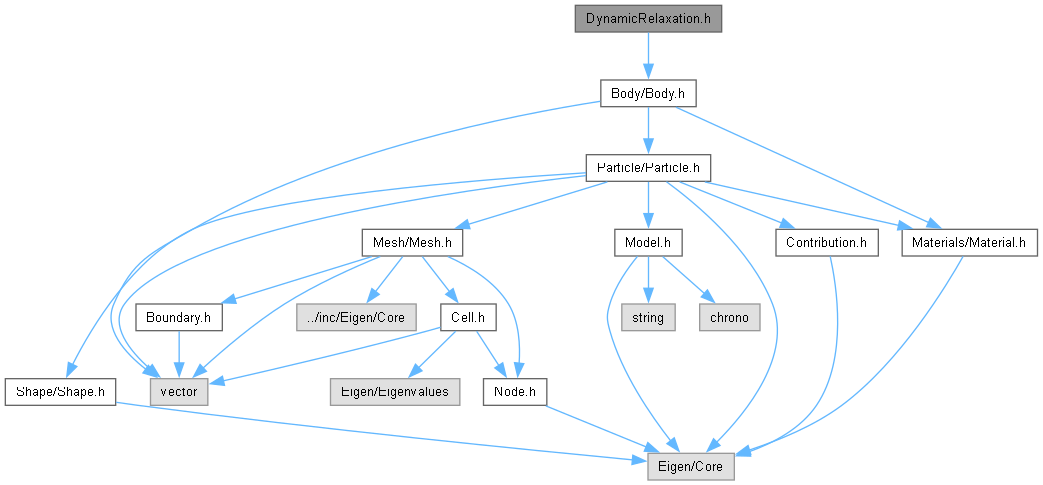 DynamicRelaxation.h
Body/Body.h
Particle/Particle.h
Mesh/Mesh.h
Model.h
Contribution.h
Materials/Material.h
Boundary.h
../inc/Eigen/Core
Cell.h
string
chrono
Shape/Shape.h
vector
Eigen/Eigenvalues
Node.h
Eigen/Core